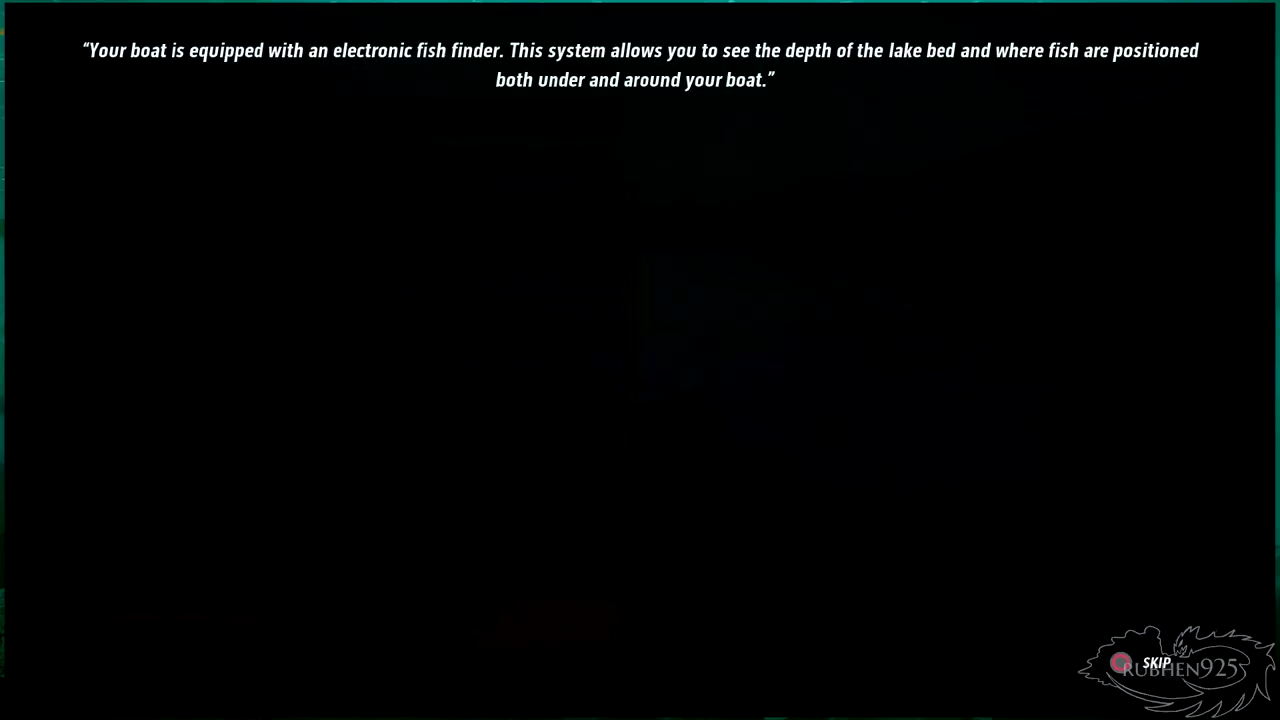 “Your boat is equipped with an electronic fish finder. This system allows you to see the depth of the lake bed and where fish are positioned
both under and around your boat.”
SKIP
RUBHEN925